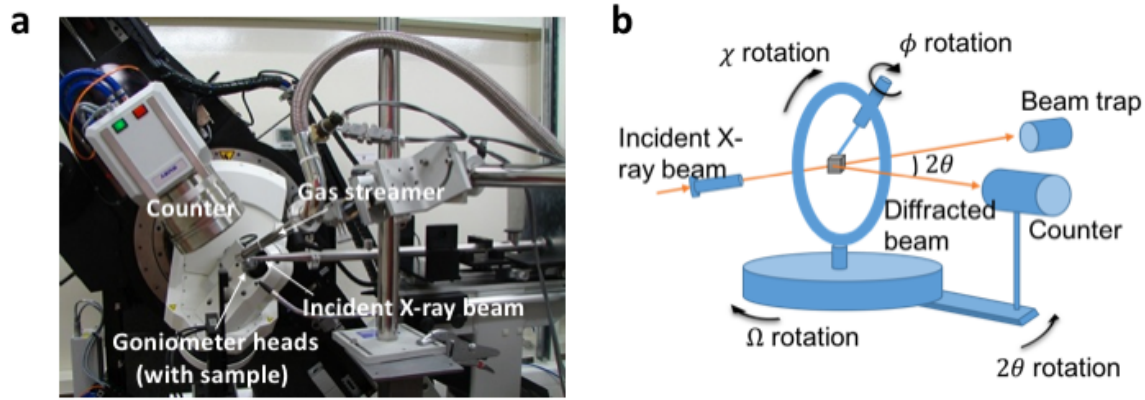 a
Counter
Gas streamer
Incident X-ray beam
Goniometer heads
(with sample)
b
χ rotation
ϕ rotation
Incident X-
ray beam
Beam trap
2θ
Diffracted
beam
Counter
Ω rotation
2θ rotation